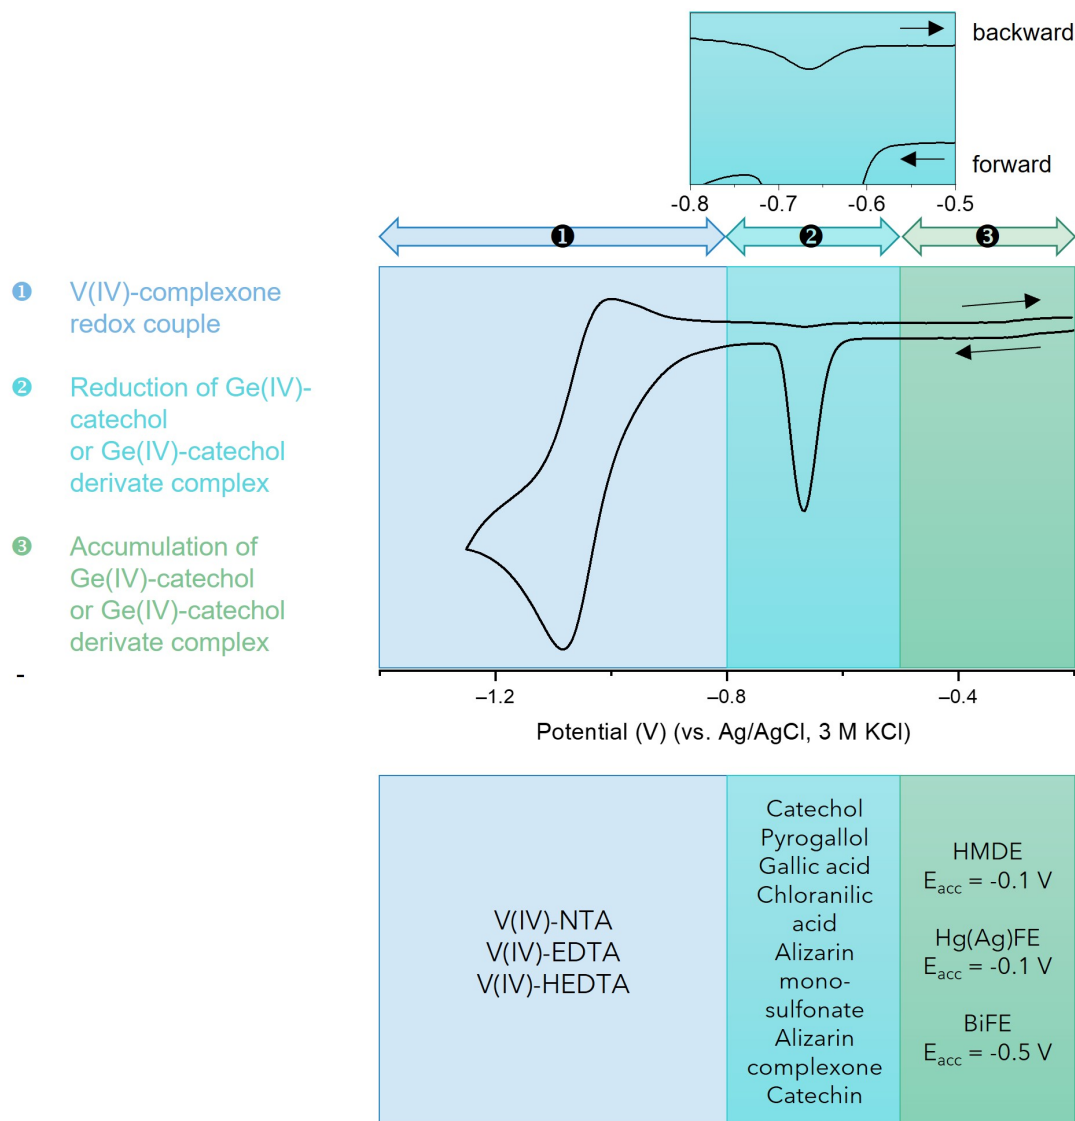 backward
forward
-0.8 -0.7 -0.6 -0.5
❶ ❷ ❸
❶ V(IV)-complexone
redox couple
❷ Reduction of Ge(IV)-
catechol
or Ge(IV)-catechol
derivate complex
❸ Accumulation of
Ge(IV)-catechol
or Ge(IV)-catechol
derivate complex
-
–1.2 –0.8 –0.4
Potential (V) (vs. Ag/AgCl, 3 M KCl)
V(IV)-NTA
V(IV)-EDTA
V(IV)-HEDTA
Catechol
Pyrogallol
Gallic acid
Chloranilic
acid
Alizarin
mono-
sulfonate
Alizarin
complexone
Catechin
HMDE
Eacc = -0.1 V
Hg(Ag)FE
Eacc = -0.1 V
BiFE
Eacc = -0.5 V